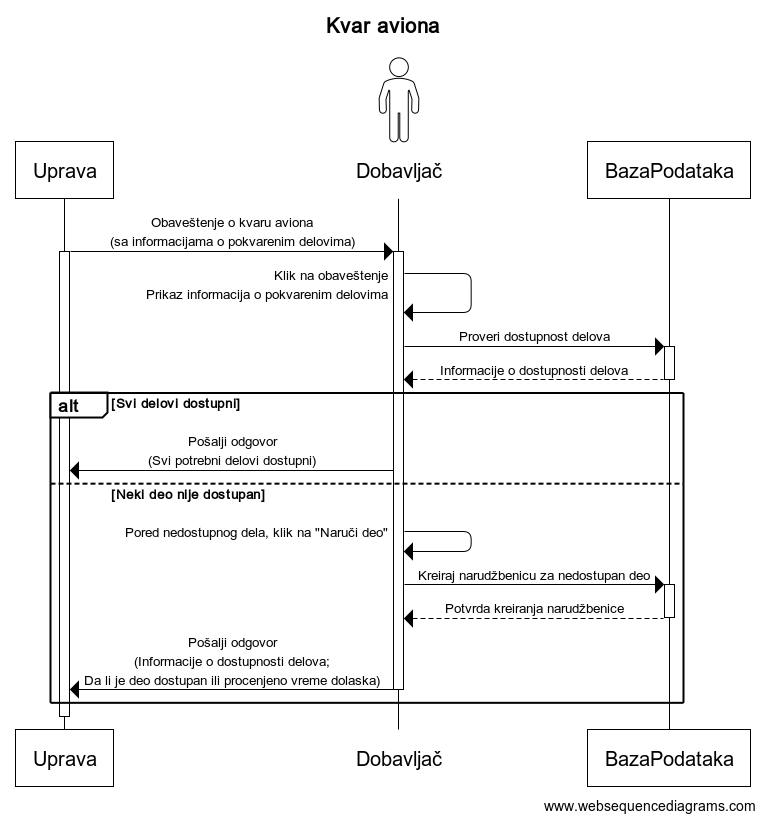 Kvar aviona
Uprava
Dobavljač
BazaPodataka
Obaveštenje o kvaru aviona
(sa informacijama o pokvarenim delovima)
Klik na obaveštenje
Prikaz informacija o pokvarenim delovima
Proveri dostupnost delova
Informacije o dostupnosti delova
alt
[Svi delovi dostupni]
Pošalji odgovor
(Svi potrebni delovi dostupni)
[Neki deo nije dostupan]
Pored nedostupnog dela, klik na "Naruči deo"
Kreiraj narudžbenicu za nedostupan deo
Potvrda kreiranja narudžbenice
Pošalji odgovor
(Informacije o dostupnosti delova;
Da li je deo dostupan ili procenjeno vreme dolaska)
Uprava
Dobavljač
BazaPodataka
www.websequencediagrams.com